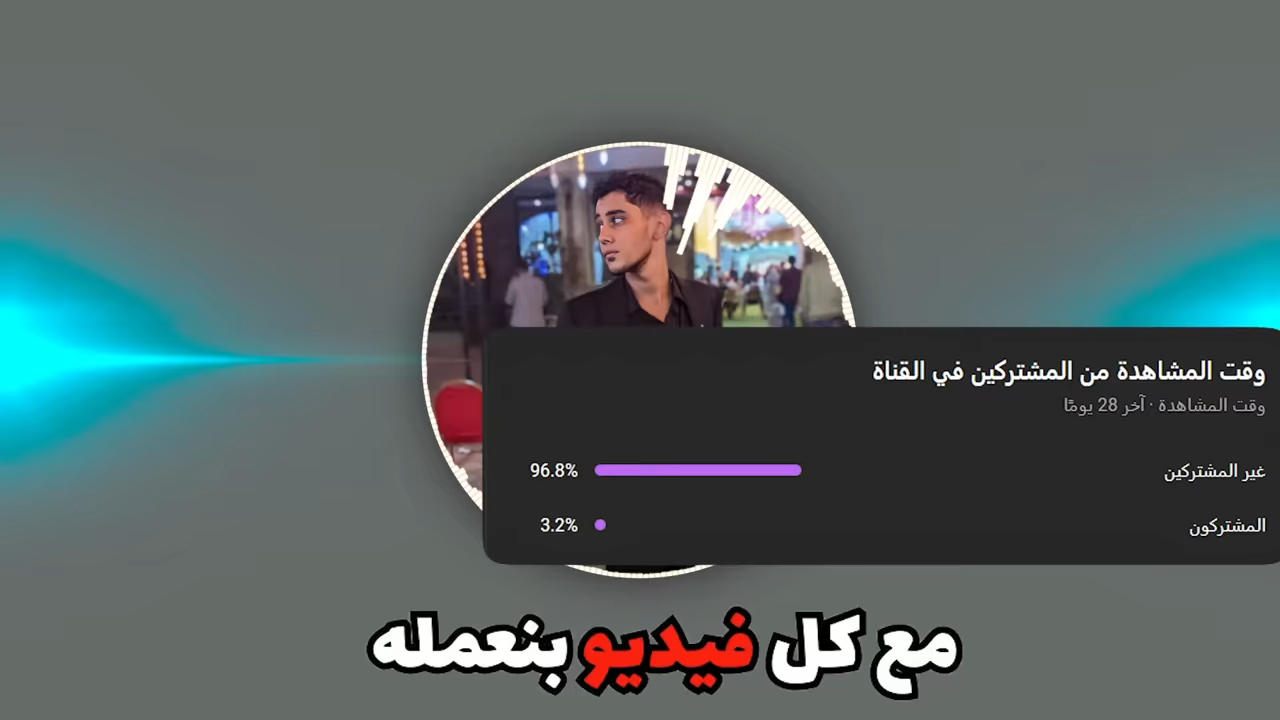 وقت المشاهدة من المشتركين في القناة
وقت المشاهدة · آخر 28 يومًا
غير المشتركين 96.8%
المشتركون 3.2%
مع كل فيديو بنعمله